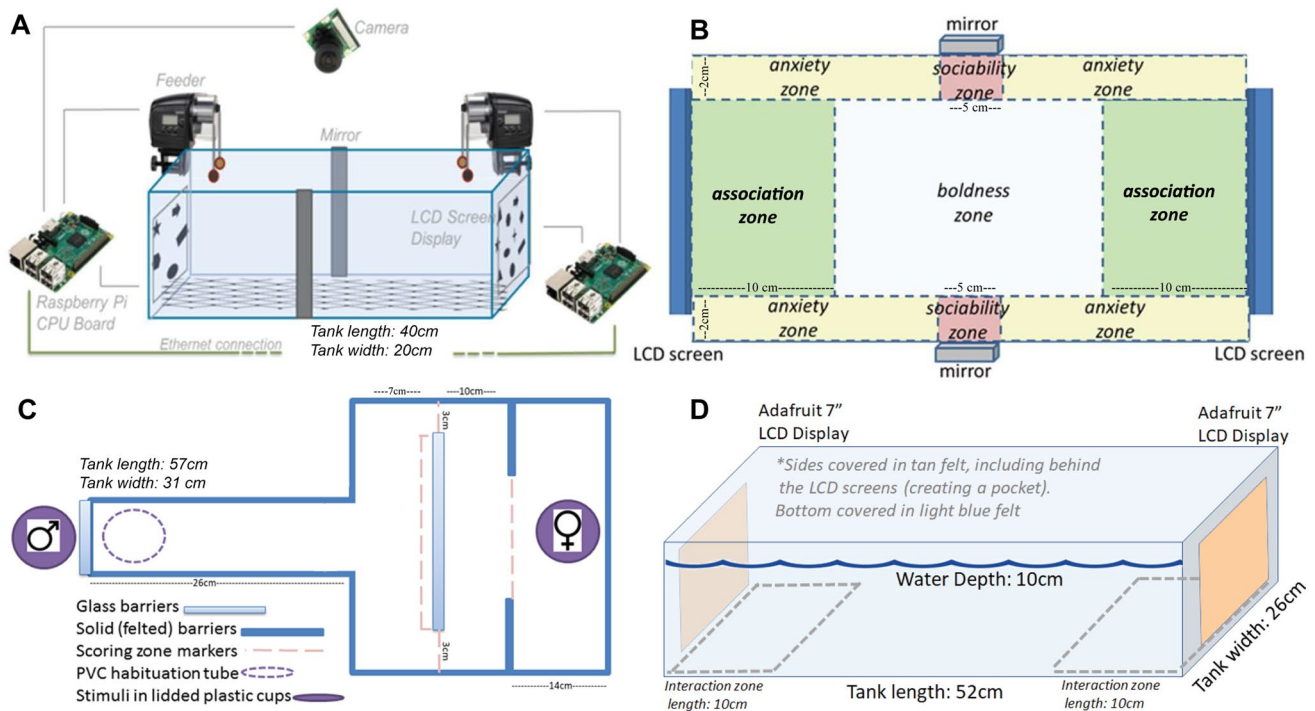 A
Camera
Feeder
Mirror
LCD Screen
Display
Raspberry Pi
CPU Board
Tank length: 40cm
Tank width: 20cm
Ethernet connection
B
mirror
--2cm--
anxiety
zone
sociability
zone
anxiety
zone
---5 cm---
association
zone
boldness
zone
association
zone
---10 cm---
---5 cm---
---10 cm---
--2cm--
anxiety
zone
sociability
zone
anxiety
zone
LCD screen
mirror
LCD screen
C
----7cm----
----10cm----
3cm
Tank length: 57cm
Tank width: 31 cm
♂
♀
26cm
3cm
14cm
Glass barriers
Solid (felted) barriers
Scoring zone markers
PVC habituation tube
Stimuli in lidded plastic cups
D
Adafruit 7”
LCD Display
Adafruit 7”
LCD Display
*Sides covered in tan felt, including behind
the LCD screens (creating a pocket).
Bottom covered in light blue felt
Water Depth: 10cm
Tank width: 26cm
Interaction zone
length: 10cm
Tank length: 52cm
Interaction zone
length: 10cm